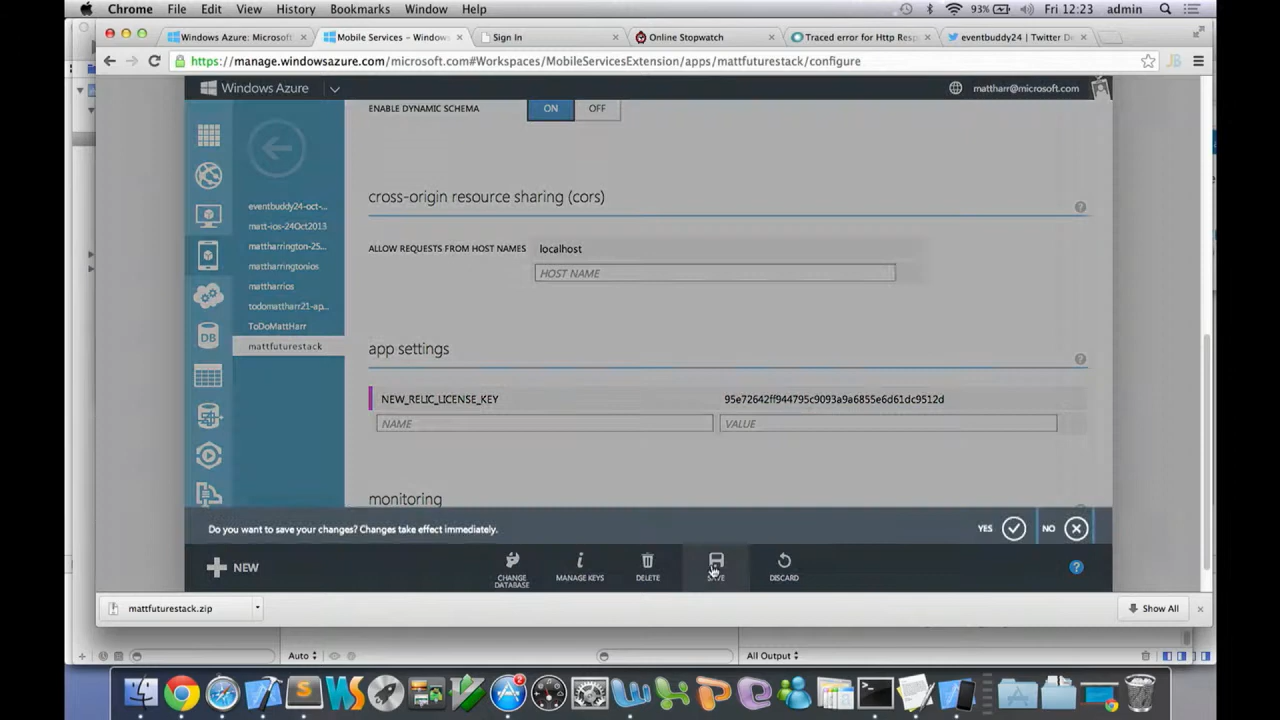 Chrome File Edit View History Bookmarks Window Help 93% Fri 12:23 admin
Windows Azure: Microsoft Mobile Services – Windows Sign In Online Stopwatch Traced error for Http Resp eventbuddy24 | Twitter De
https://manage.windowsazure.com/microsoft.com#Workspaces/MobileServicesExtension/apps/mattfuturestack/configure
Windows Azure mattharr@microsoft.com
ENABLE DYNAMIC SCHEMA ON OFF
cross-origin resource sharing (cors)
eventbuddy24-oct-...
matt-ios-24Oct2013
mattharrington-25...
mattharringtonios
mattharrios
todomattharr21-ap...
ToDoMattHarr
mattfuturestack
ALLOW REQUESTS FROM HOST NAMES localhost
HOST NAME
app settings
NEW_RELIC_LICENSE_KEY 95e72642ff944795c9093a9a6855e6d61dc9512d
NAME VALUE
DB
monitoring
Do you want to save your changes? Changes take effect immediately. YES NO
NEW
CHANGE DATABASE
MANAGE KEYS
DELETE
SAVE
DISCARD
mattfuturestack.zip Show All
Auto All Output
2